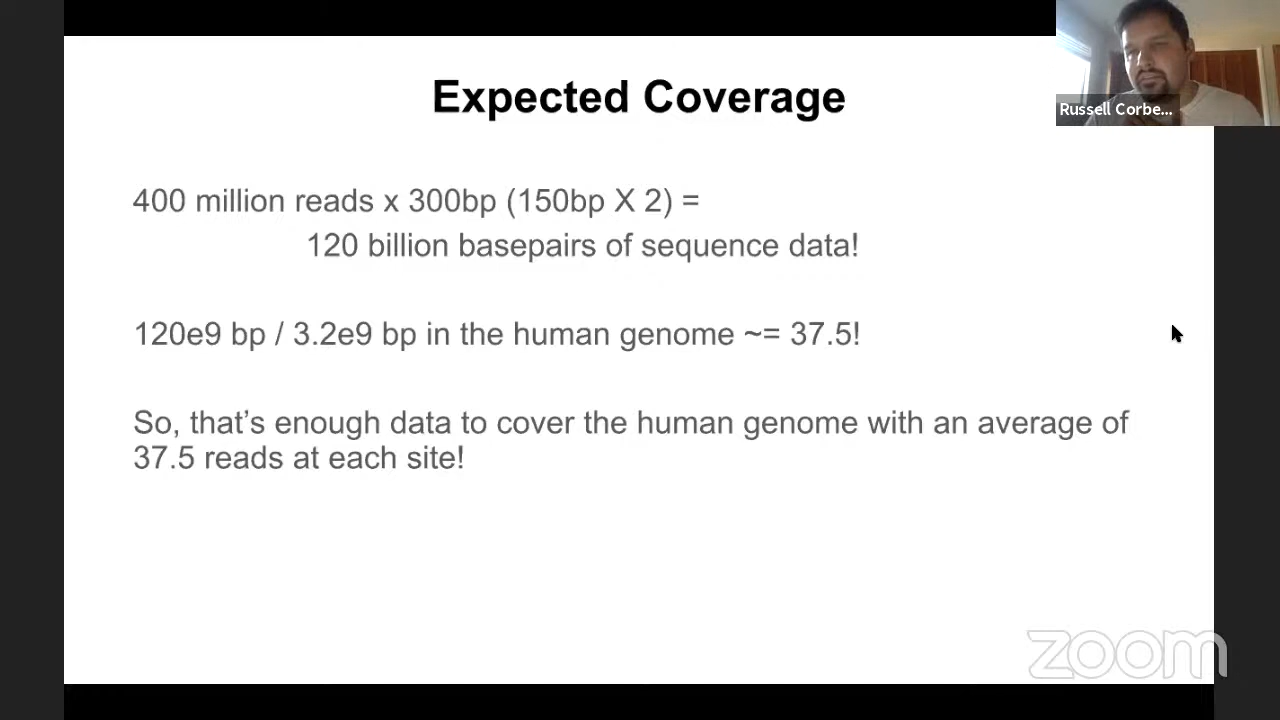 Expected Coverage
Russell Corbe...
400 million reads x 300bp (150bp X 2) =
120 billion basepairs of sequence data!
120e9 bp / 3.2e9 bp in the human genome ~= 37.5!
So, that’s enough data to cover the human genome with an average of
37.5 reads at each site!
zoom